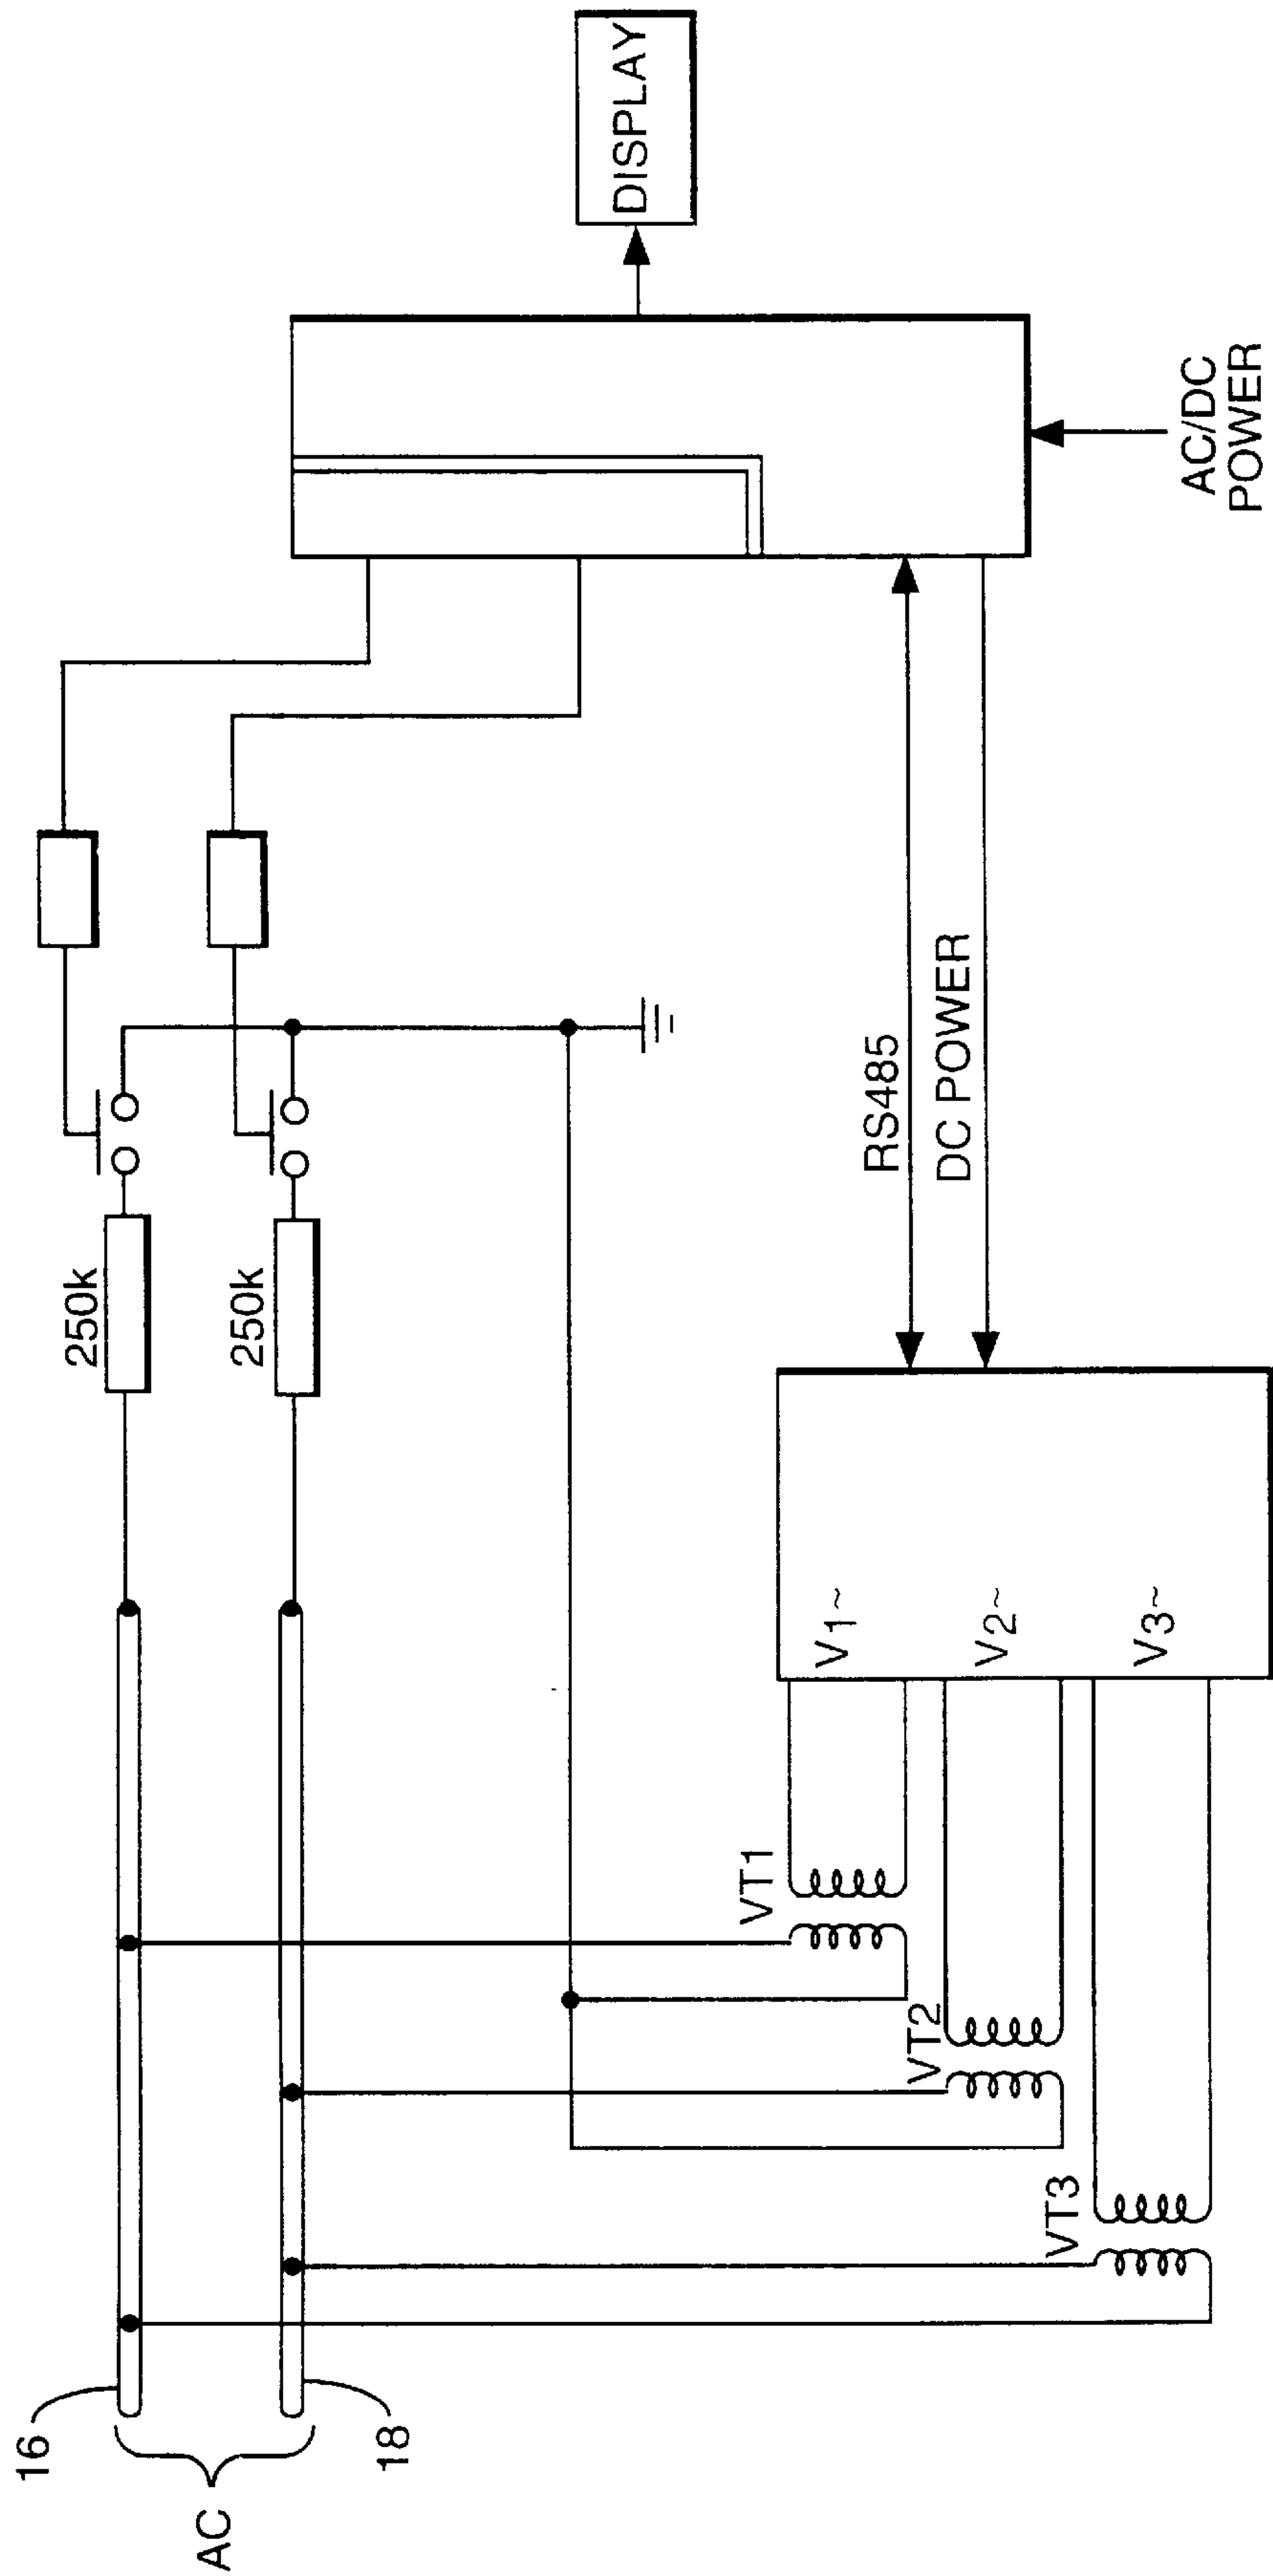 16
AC
18
250k
250k
VT1
VT2
VT3
V1~
V2~
V3~
RS485
DC POWER
DISPLAY
AC/DC
POWER